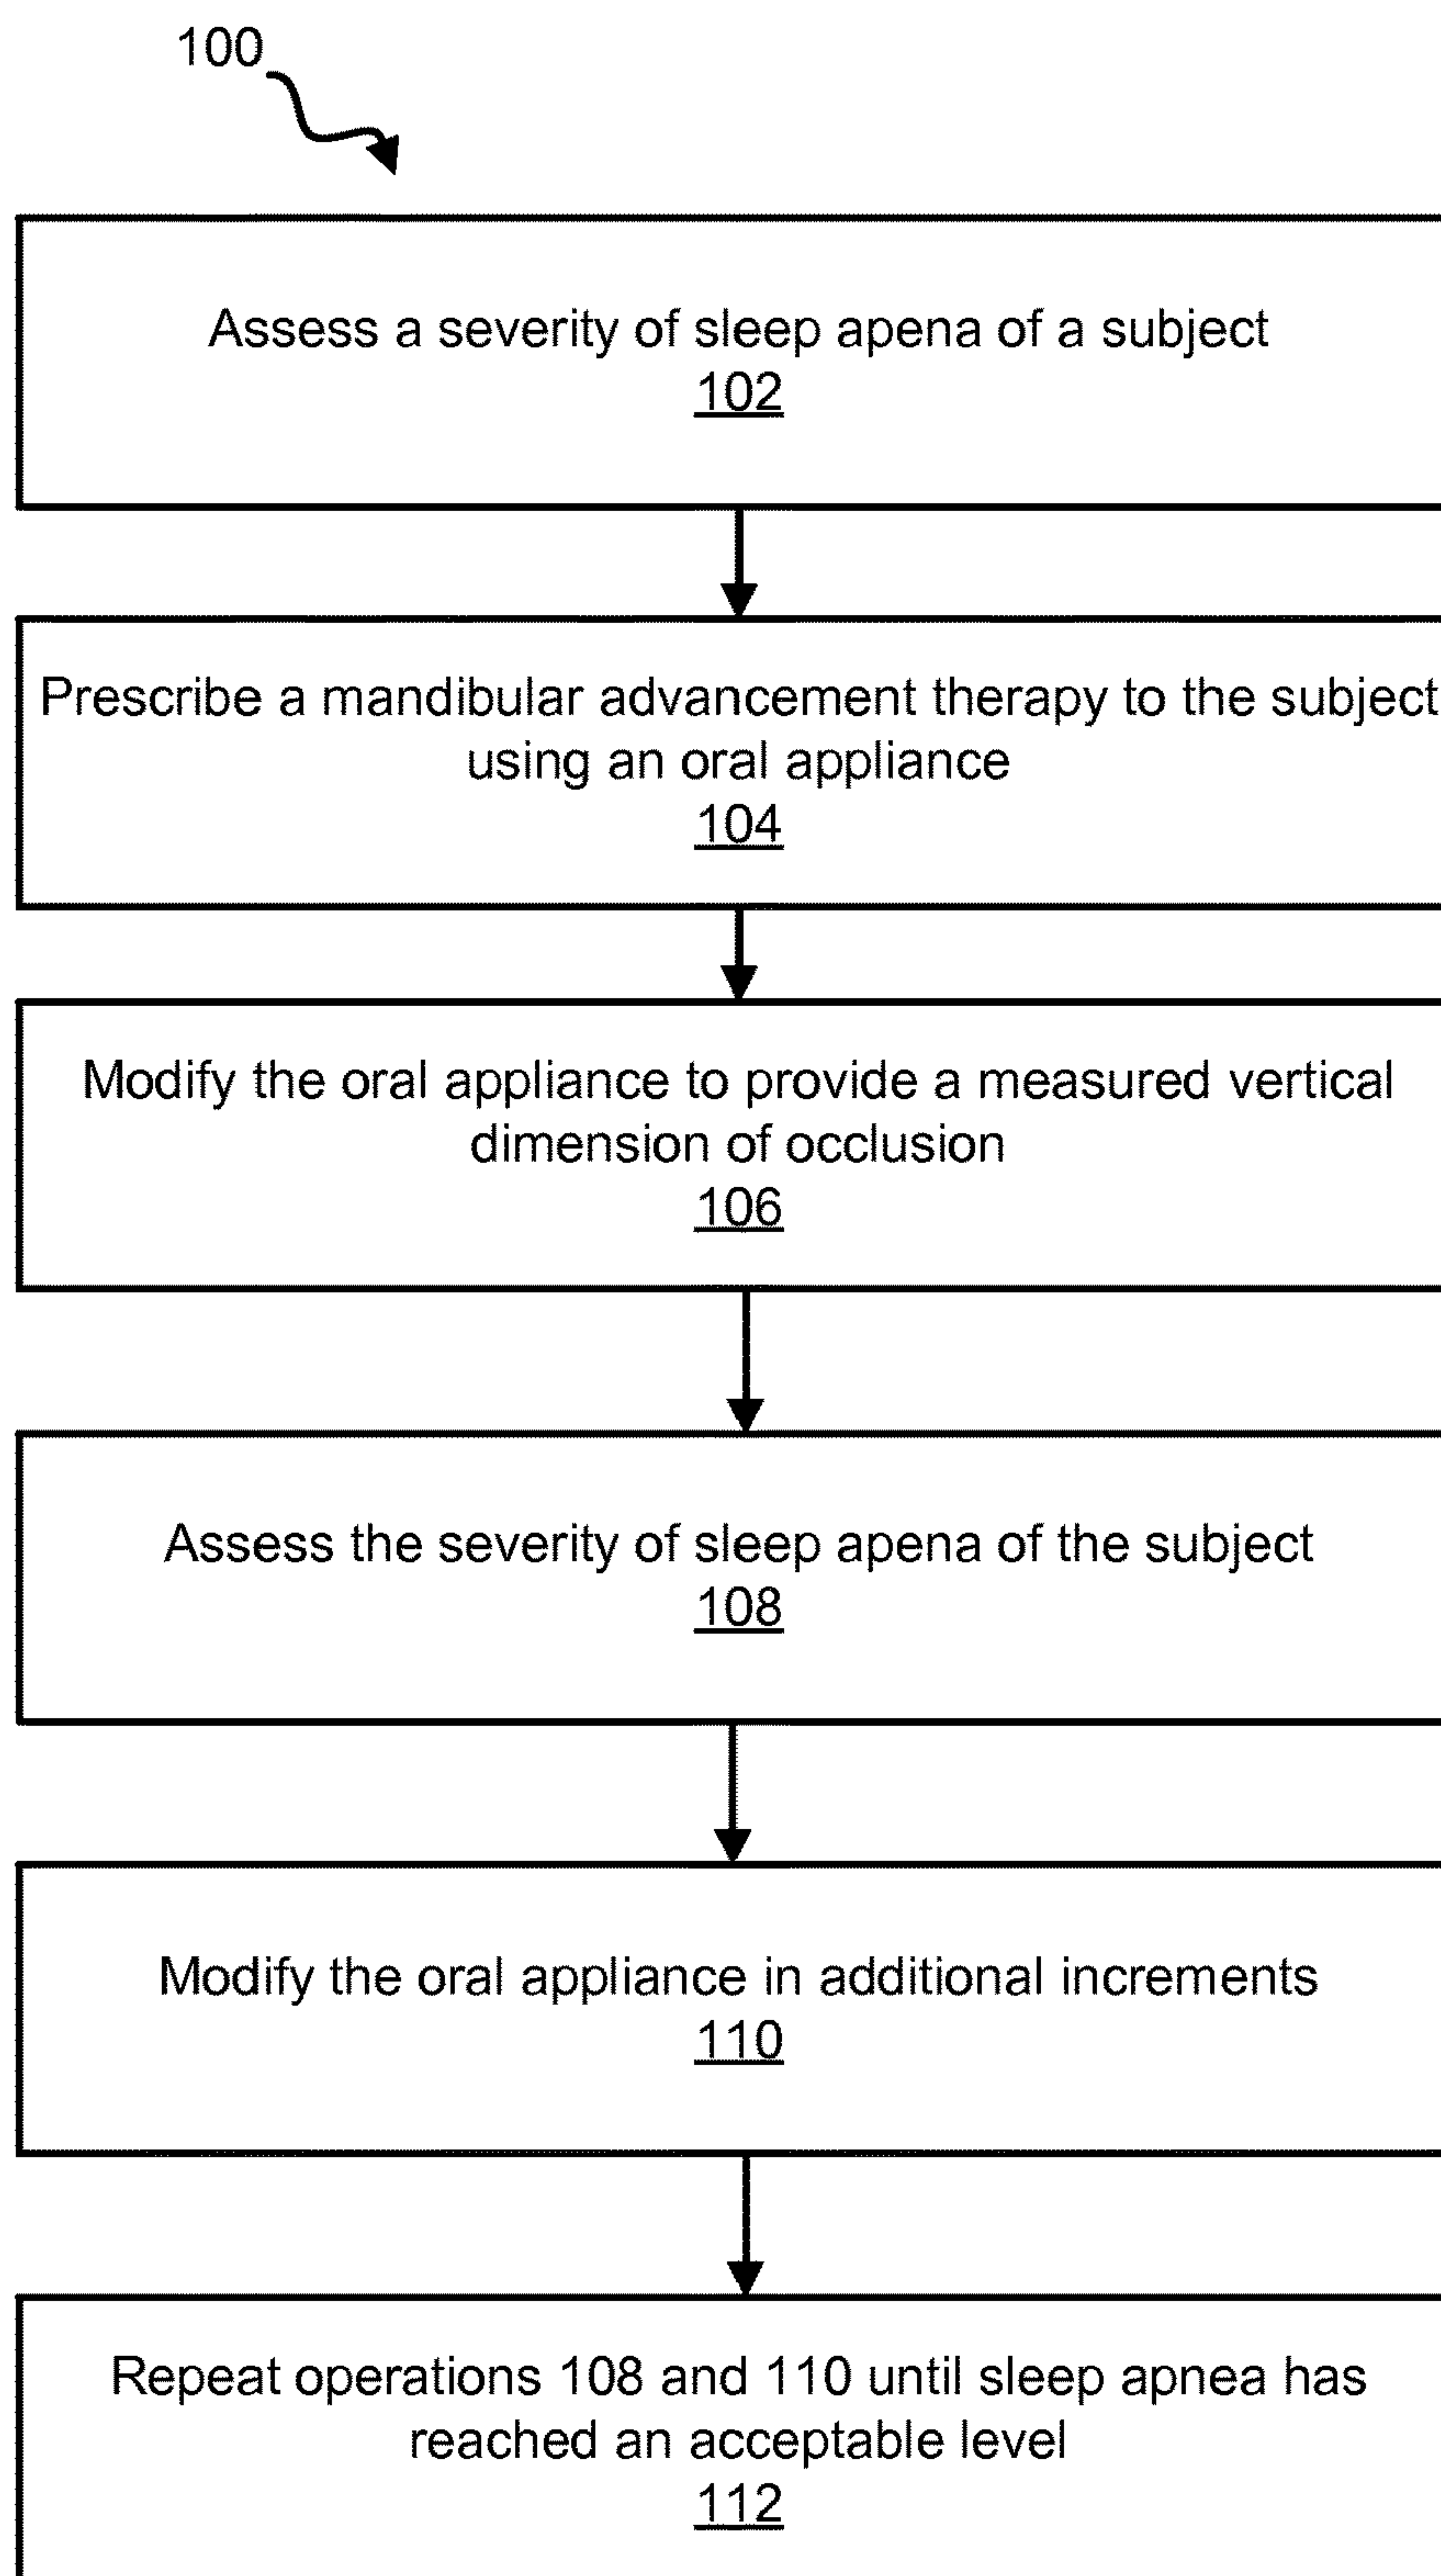 100
Assess a severity of sleep apena of a subject
102
Prescribe a mandibular advancement therapy to the subject
using an oral appliance
104
Modify the oral appliance to provide a measured vertical
dimension of occlusion
106
Assess the severity of sleep apena of the subject
108
Modify the oral appliance in additional increments
110
Repeat operations 108 and 110 until sleep apnea has
reached an acceptable level
112